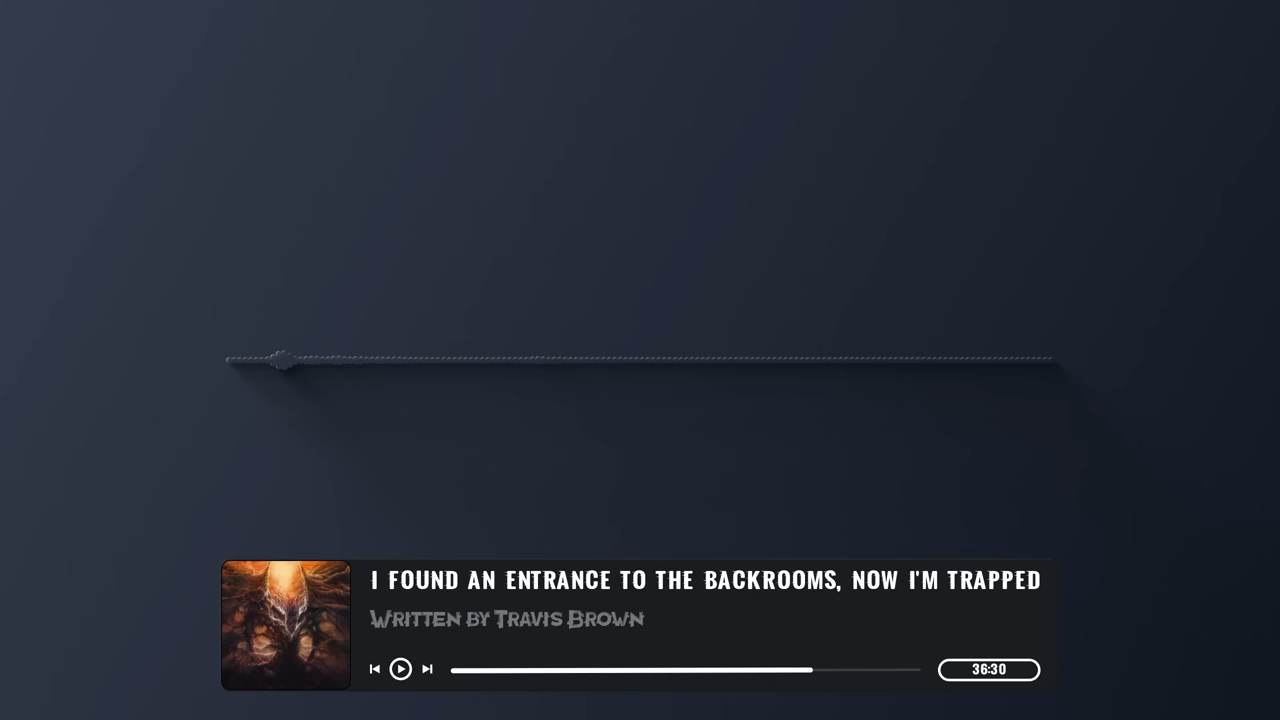 I FOUND AN ENTRANCE TO THE BACKROOMS, NOW I'M TRAPPED
WRITTEN BY TRAVIS BROWN
36:30